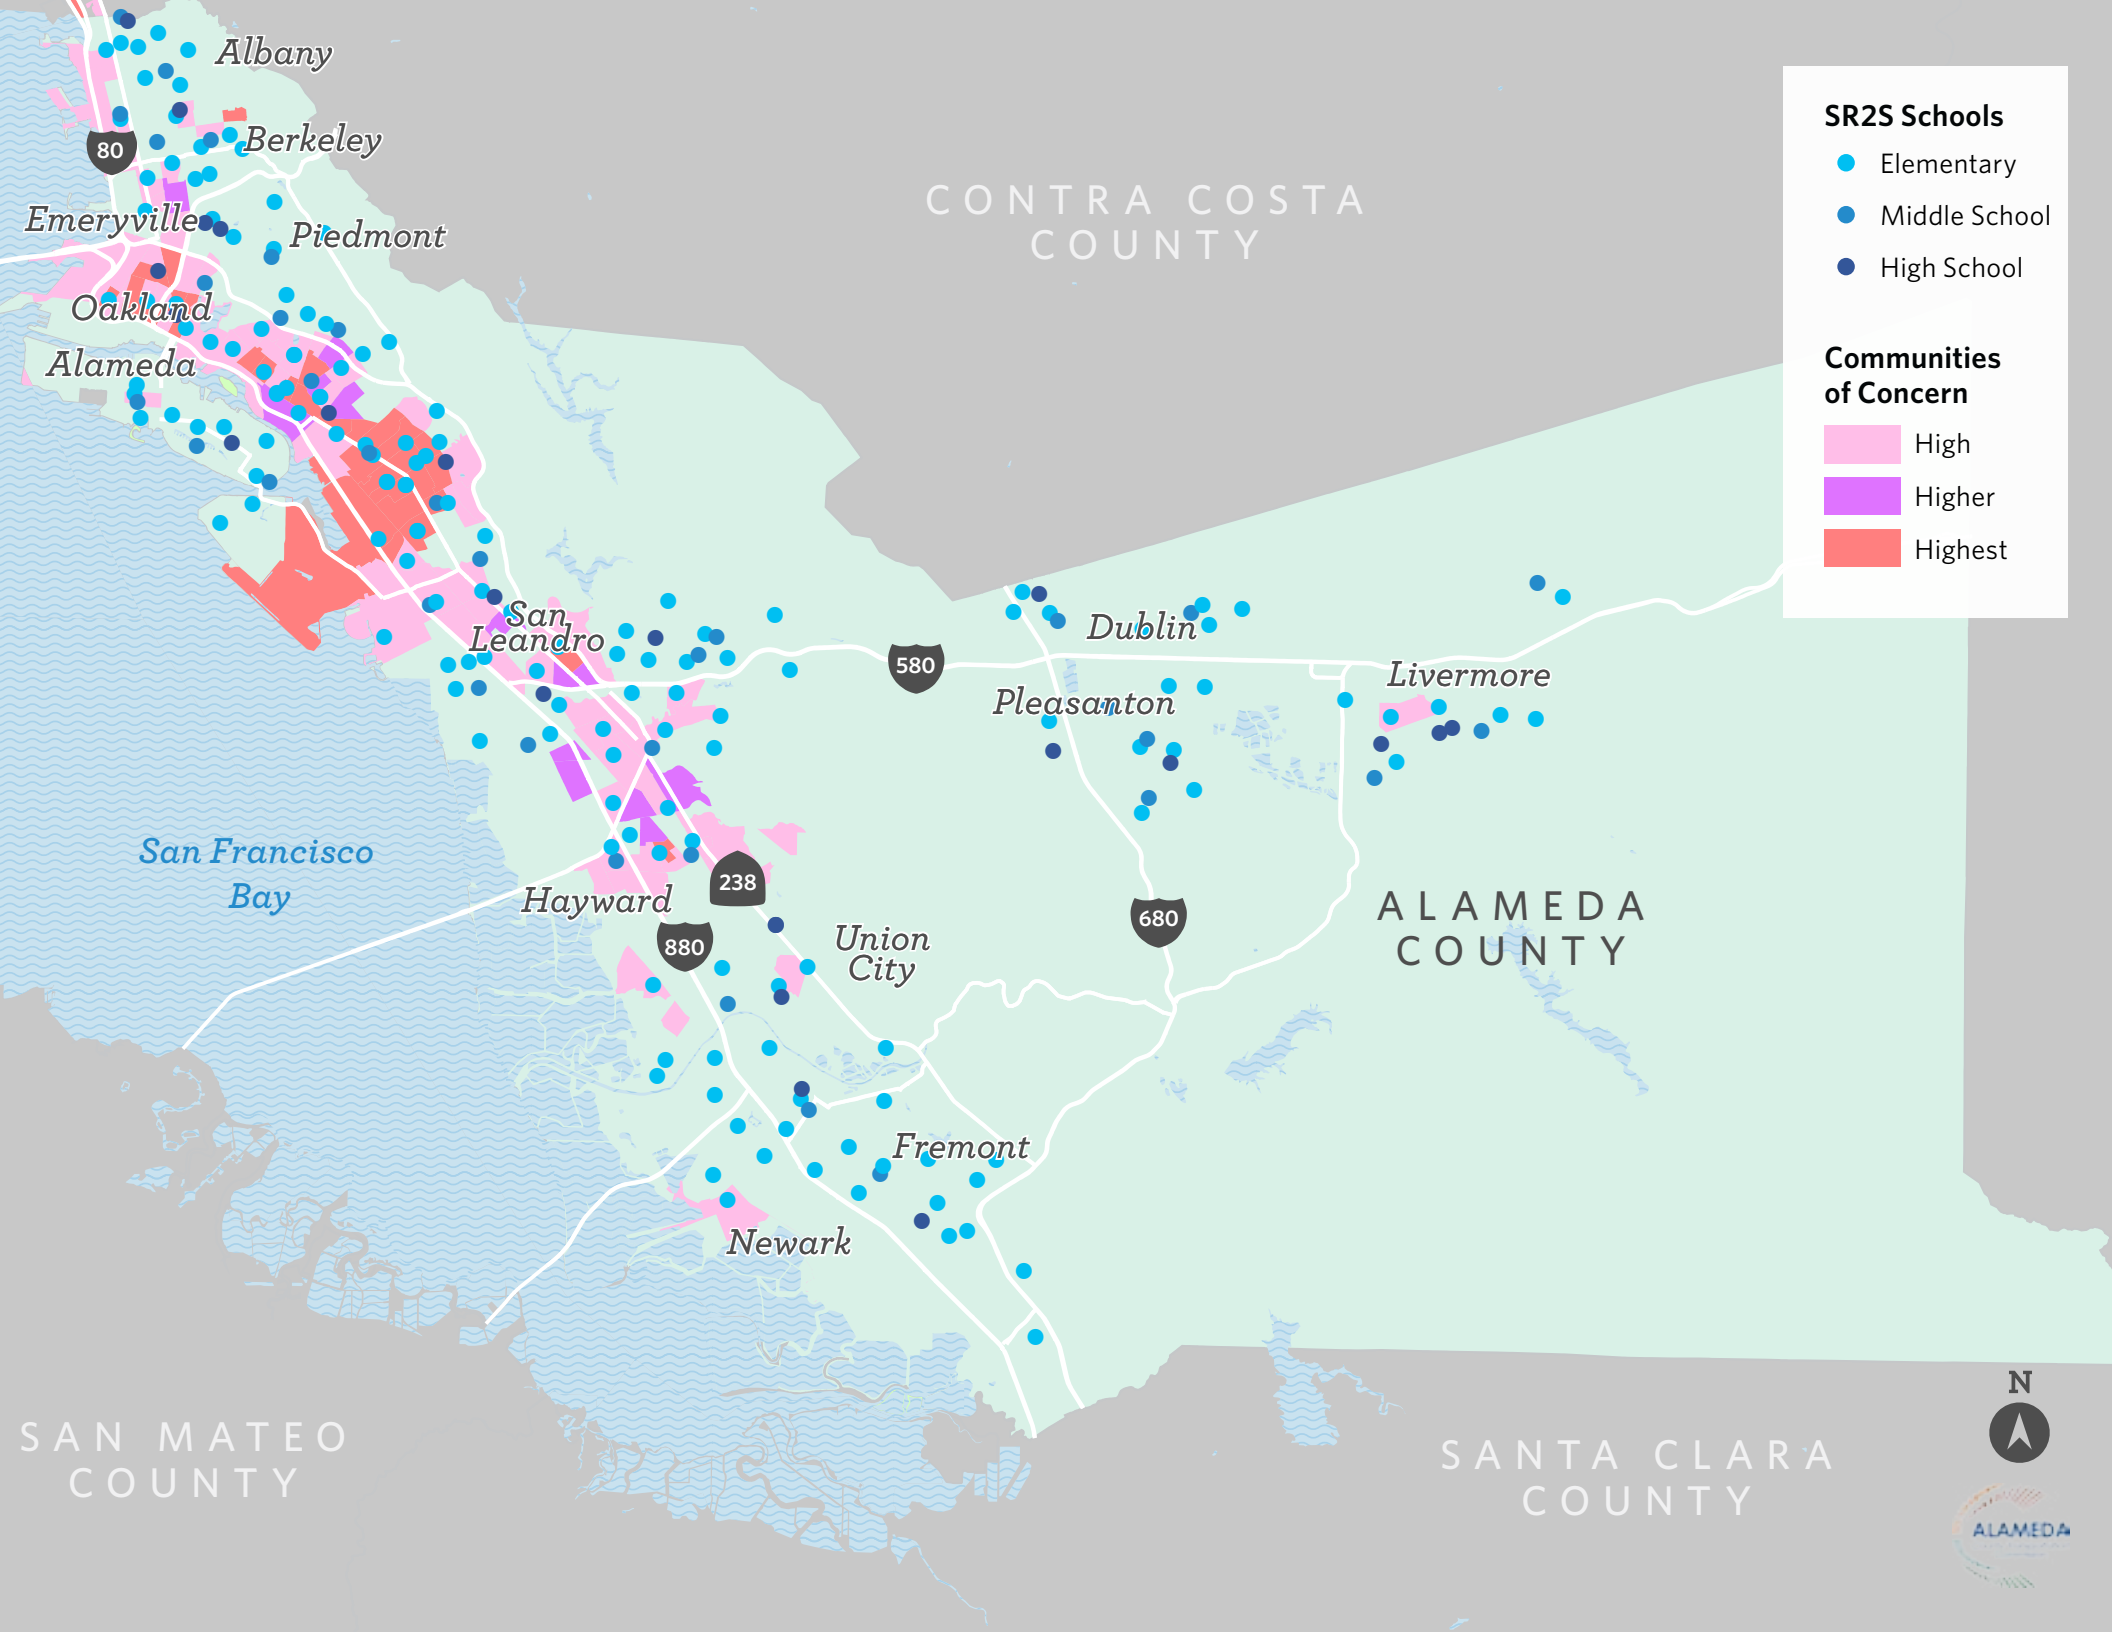 Albany
Berkeley
80
Emeryville
Piedmont
Oakland
Alameda
CONTRA COSTA
COUNTY
SR2S Schools
Elementary
Middle School
High School
Communities
of Concern
High
Higher
Highest
San
Leandro
580
Dublin
Pleasanton
Livermore
San Francisco
Bay
238
Hayward
880
Union
City
680
ALAMEDA
COUNTY
Fremont
Newark
SAN MATEO
COUNTY
SANTA CLARA
COUNTY
N
ALAMEDA